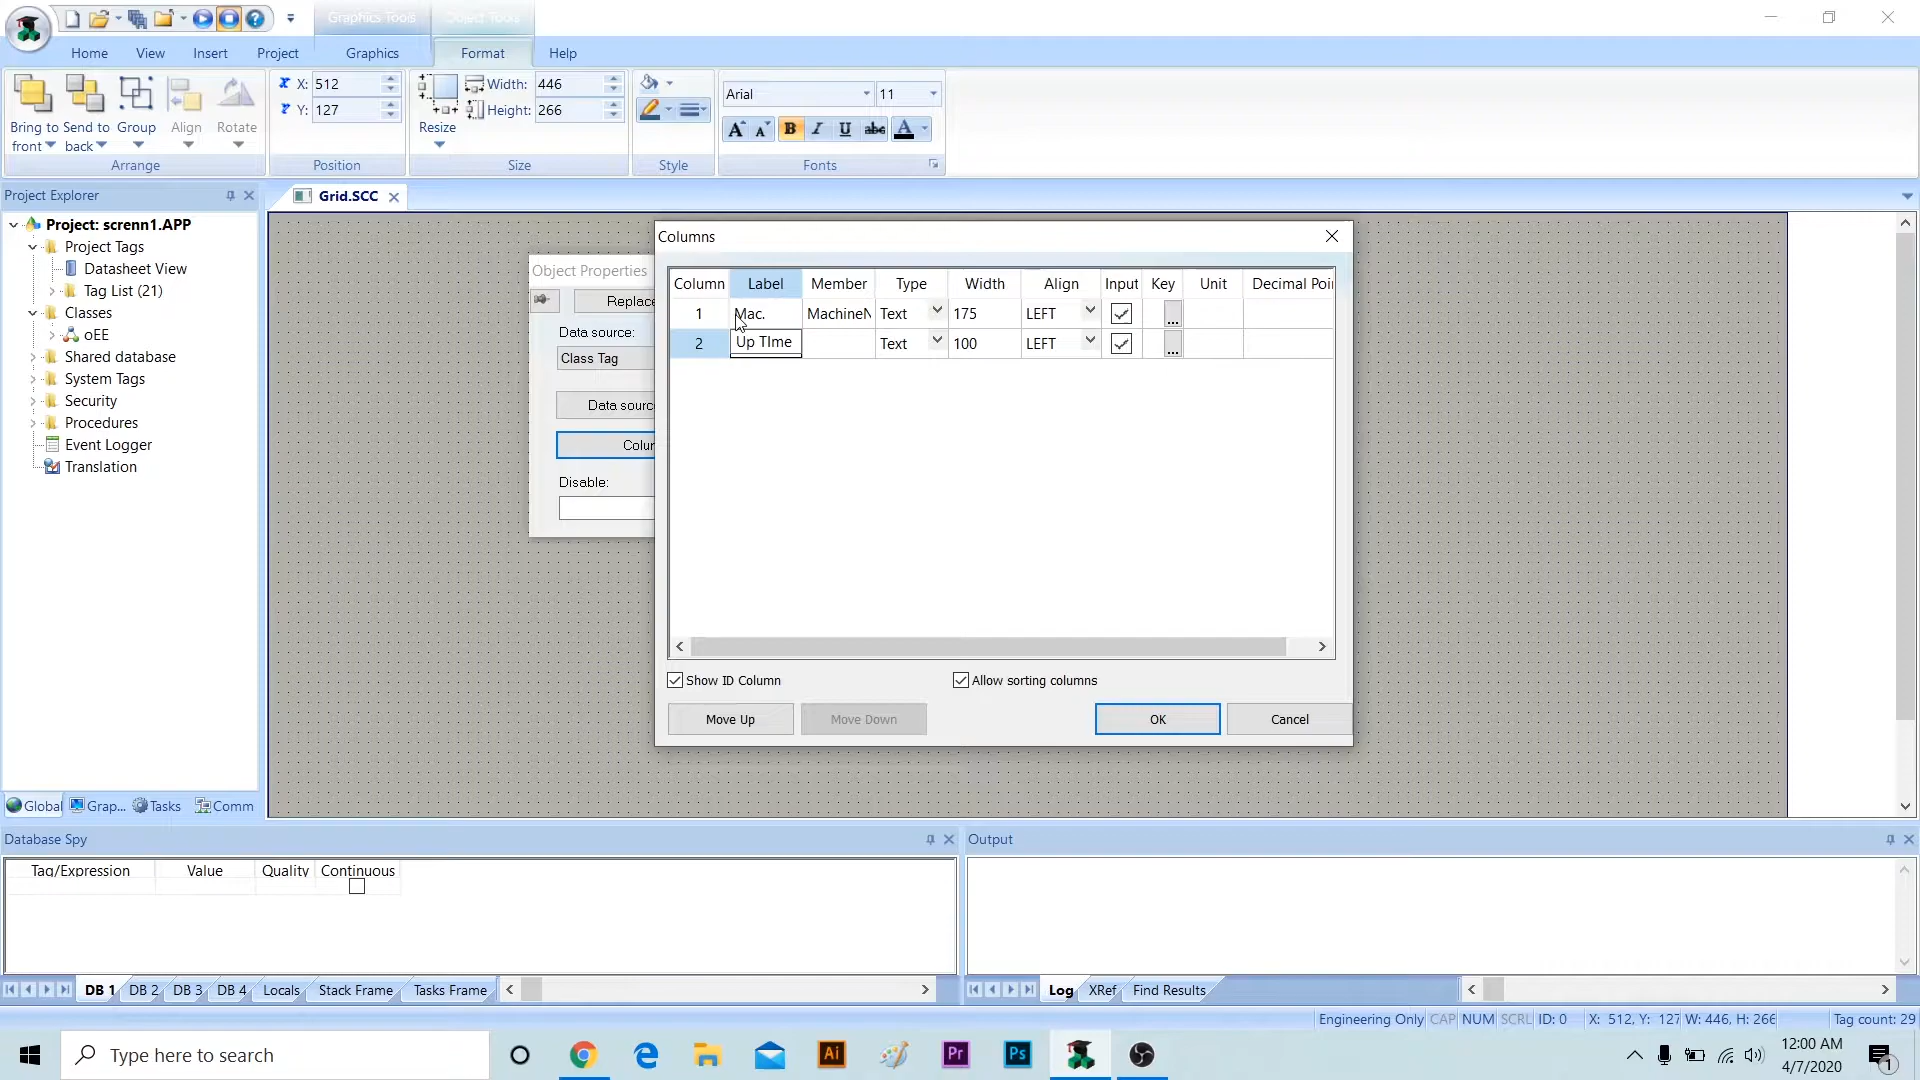 Graphics Tools
Object Tools
Home
View
Insert
Project
Graphics
Format
Help
X: 512
Width: 446
Arial
11
Y: 127
Height: 266
Bring to front
Send to back
Group
Align
Rotate
Resize
A A B I U abc A
Arrange
Position
Size
Style
Fonts
Project Explorer
Grid.SCC
Project: screnn1.APP
Project Tags
Datasheet View
Tag List (21)
Classes
oEE
Shared database
System Tags
Security
Procedures
Event Logger
Translation
Global
Grap...
Tasks
Comm
Object Properties
Replace
Data source:
Class Tag
Data sourc
Colur
Disable:
Columns
Column Label Member Type Width Align Input Key Unit Decimal Poi
1 Mac. MachineN Text 175 LEFT ...
2 Up TIme Text 100 LEFT ...
Show ID Column
Allow sorting columns
Move Up
Move Down
OK
Cancel
Database Spy
Tag/Expression Value Quality Continuous
DB 1 DB 2 DB 3 DB 4 Locals Stack Frame Tasks Frame
Output
Log XRef Find Results
Engineering Only CAP NUM SCRL ID: 0 X: 512, Y: 127 W: 446, H: 266 Tag count: 29
Type here to search
Ai
Pr
Ps
12:00 AM
4/7/2020
1